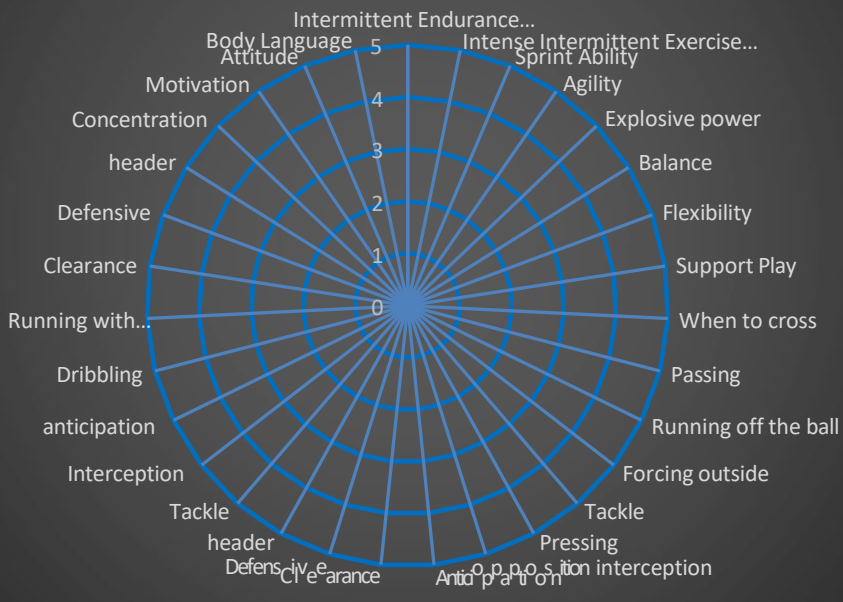 Intermittent Endurance...
Intense Intermittent Exercise...
Sprint Ability
Agility
Explosive power
Balance
Flexibility
Support Play
When to cross
Passing
Running off the ball
Forcing outside
Tackle
Pressing
interception
Clearance
Defensive
header
Tackle
Interception
anticipation
Dribbling
Running with...
Clearance
Defensive
header
Concentration
Motivation
Attitude
Body Language
5
4
3
2
1
0